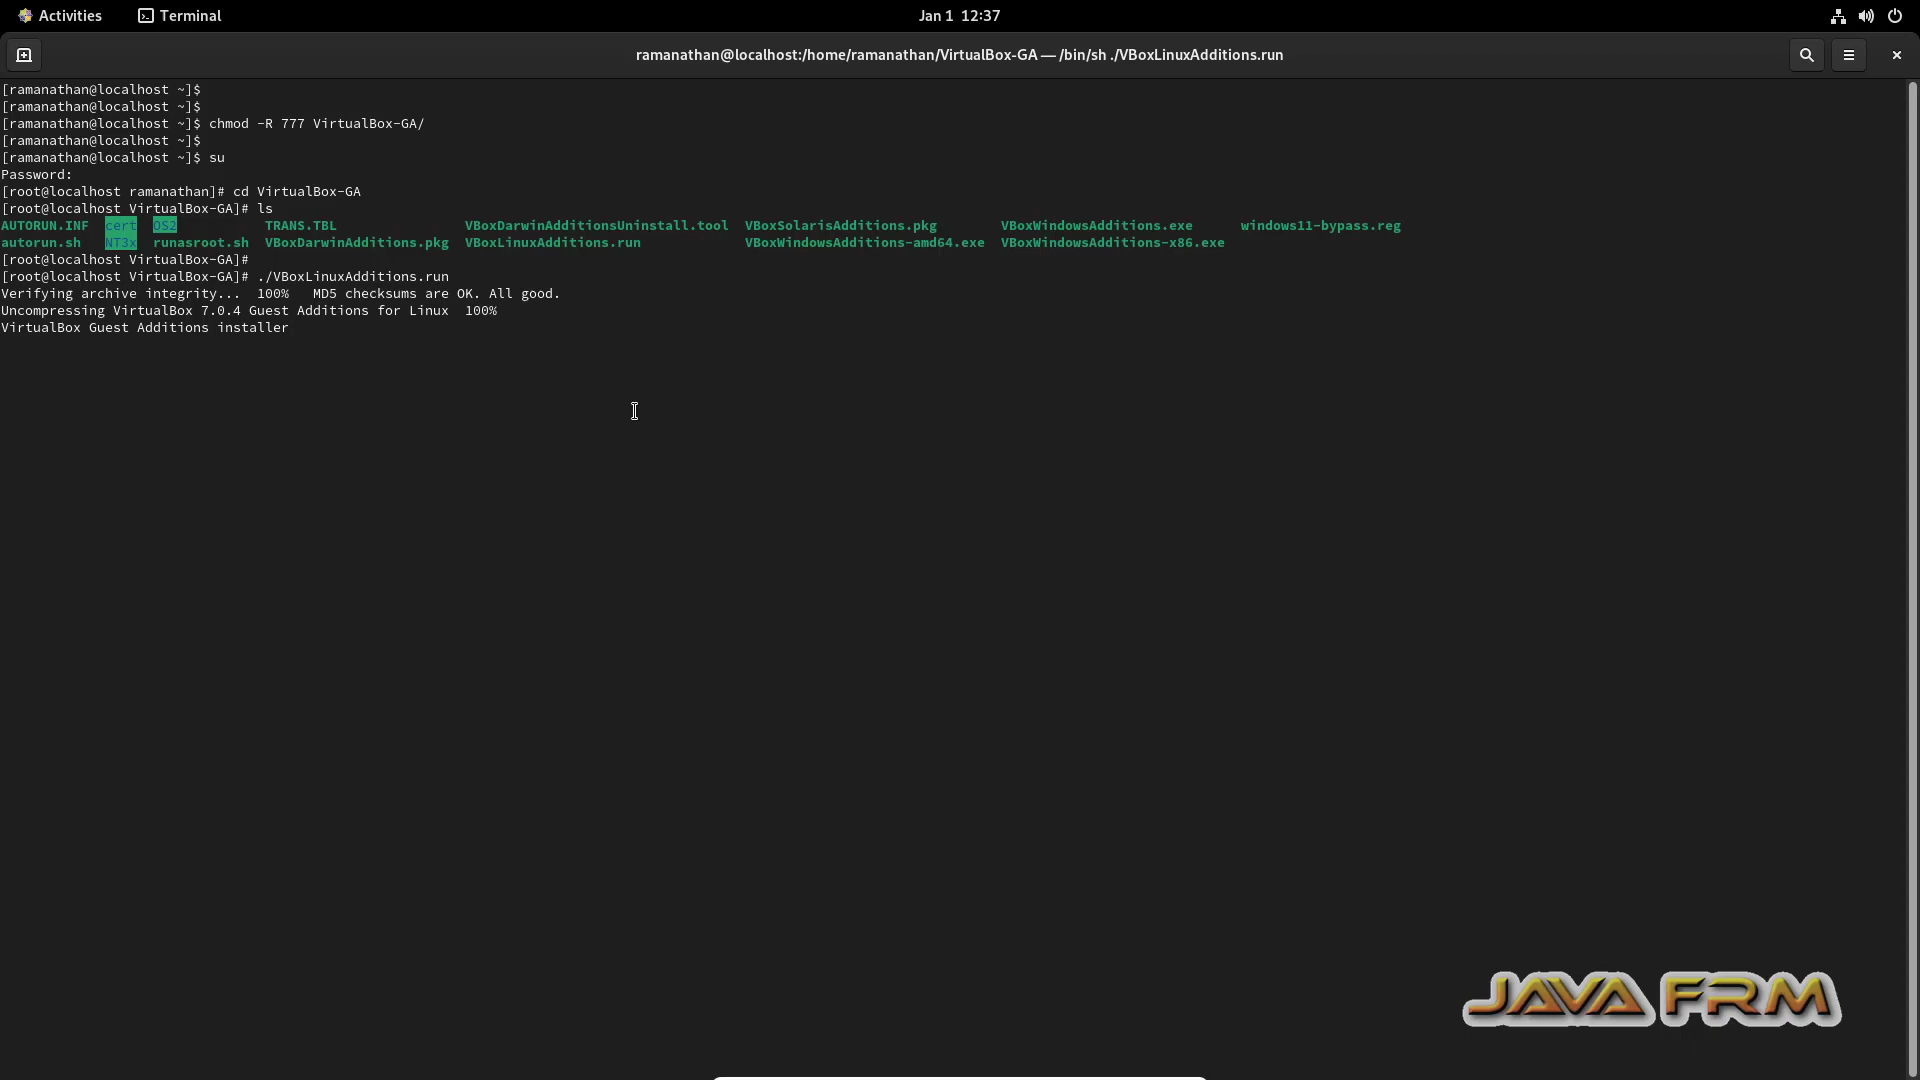 Activities Terminal Jan 1 12:37
ramanathan@localhost:/home/ramanathan/VirtualBox-GA — /bin/sh ./VBoxLinuxAdditions.run
[ramanathan@localhost ~]$
[ramanathan@localhost ~]$
[ramanathan@localhost ~]$ chmod -R 777 VirtualBox-GA/
[ramanathan@localhost ~]$
[ramanathan@localhost ~]$ su
Password:
[root@localhost ramanathan]# cd VirtualBox-GA
[root@localhost VirtualBox-GA]# ls
AUTORUN.INF cert OS2 TRANS.TBL VBoxDarwinAdditionsUninstall.tool VBoxSolarisAdditions.pkg VBoxWindowsAdditions.exe windows11-bypass.reg
autorun.sh NT3x runasroot.sh VBoxDarwinAdditions.pkg VBoxLinuxAdditions.run VBoxWindowsAdditions-amd64.exe VBoxWindowsAdditions-x86.exe
[root@localhost VirtualBox-GA]#
[root@localhost VirtualBox-GA]# ./VBoxLinuxAdditions.run
Verifying archive integrity... 100% MD5 checksums are OK. All good.
Uncompressing VirtualBox 7.0.4 Guest Additions for Linux 100%
VirtualBox Guest Additions installer
JAVA FRM